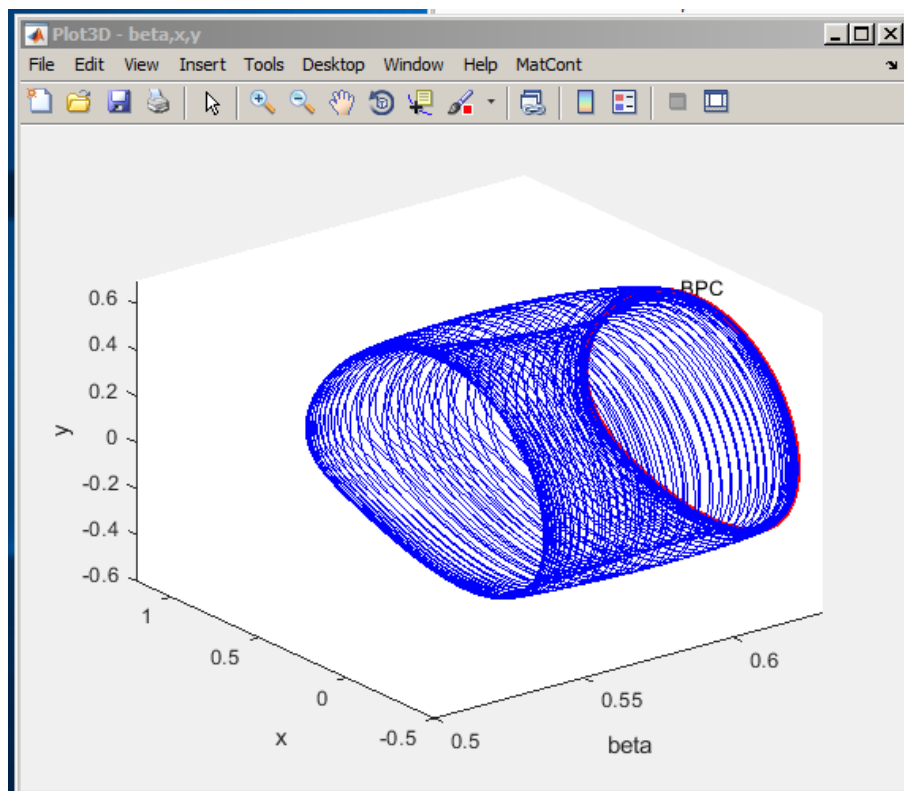 Plot3D - beta,x,y
File Edit View Insert Tools Desktop Window Help MatCont
BPC
0.6
0.4
0.2
0
-0.2
-0.4
-0.6
y
1
0.5
0
-0.5
x
0.5
0.55
0.6
beta